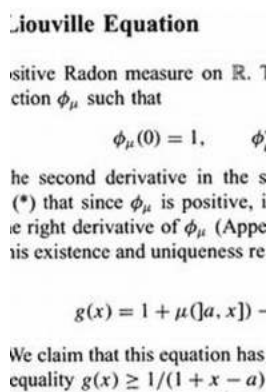 Liouville Equation
sitive Radon measure on ℝ. T
ction ϕ_μ such that
ϕ_μ(0) = 1, ϕ
he second derivative in the s
(*) that since ϕ_μ is positive, i
e right derivative of ϕ_μ (Appe
is existence and uniqueness re
g(x) = 1 + μ(]a, x]) −
We claim that this equation has
equality g(x) ≥ 1/(1 + x − a)